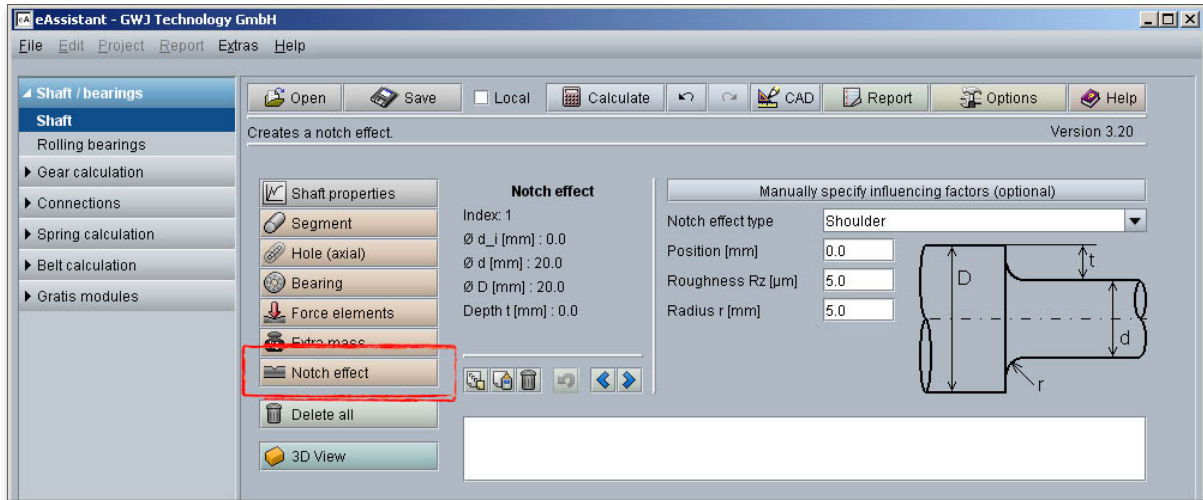 eA eAssistant - GWJ Technology GmbH
File Edit Project Report Extras Help
Shaft / bearings
Shaft
Rolling bearings
Gear calculation
Connections
Spring calculation
Belt calculation
Gratis modules
Open Save Local Calculate CAD Report Options Help
Creates a notch effect. Version 3.20
Shaft properties
Segment
Hole (axial)
Bearing
Force elements
Extra mass
Notch effect
Delete all
3D View
Notch effect
Index: 1
Ø d_i [mm] : 0.0
Ø d [mm] : 20.0
Ø D [mm] : 20.0
Depth t [mm] : 0.0
Manually specify influencing factors (optional)
Notch effect type Shoulder
Position [mm] 0.0
Roughness Rz [µm] 5.0
Radius r [mm] 5.0
D
t
d
r